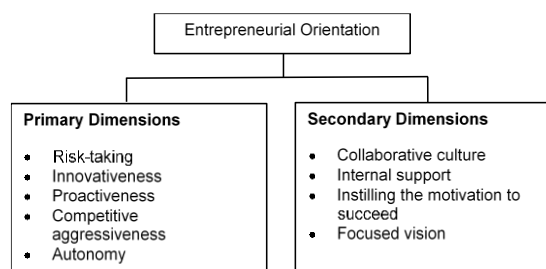 Entrepreneurial Orientation
Primary Dimensions
• Risk-taking
• Innovativeness
• Proactiveness
• Competitive
aggressiveness
• Autonomy
Secondary Dimensions
• Collaborative culture
• Internal support
• Instilling the motivation to
succeed
• Focused vision